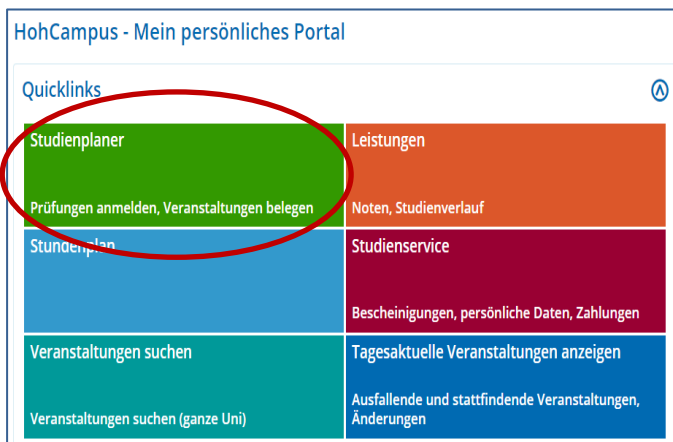 HohCampus - Mein persönliches Portal
Quicklinks
Studienplaner
Prüfungen anmelden, Veranstaltungen belegen
Leistungen
Noten, Studienverlauf
Stundenplan
Studienservice
Bescheinigungen, persönliche Daten, Zahlungen
Veranstaltungen suchen
Veranstaltungen suchen (ganze Uni)
Tagesaktuelle Veranstaltungen anzeigen
Ausfallende und stattfindende Veranstaltungen,
Änderungen